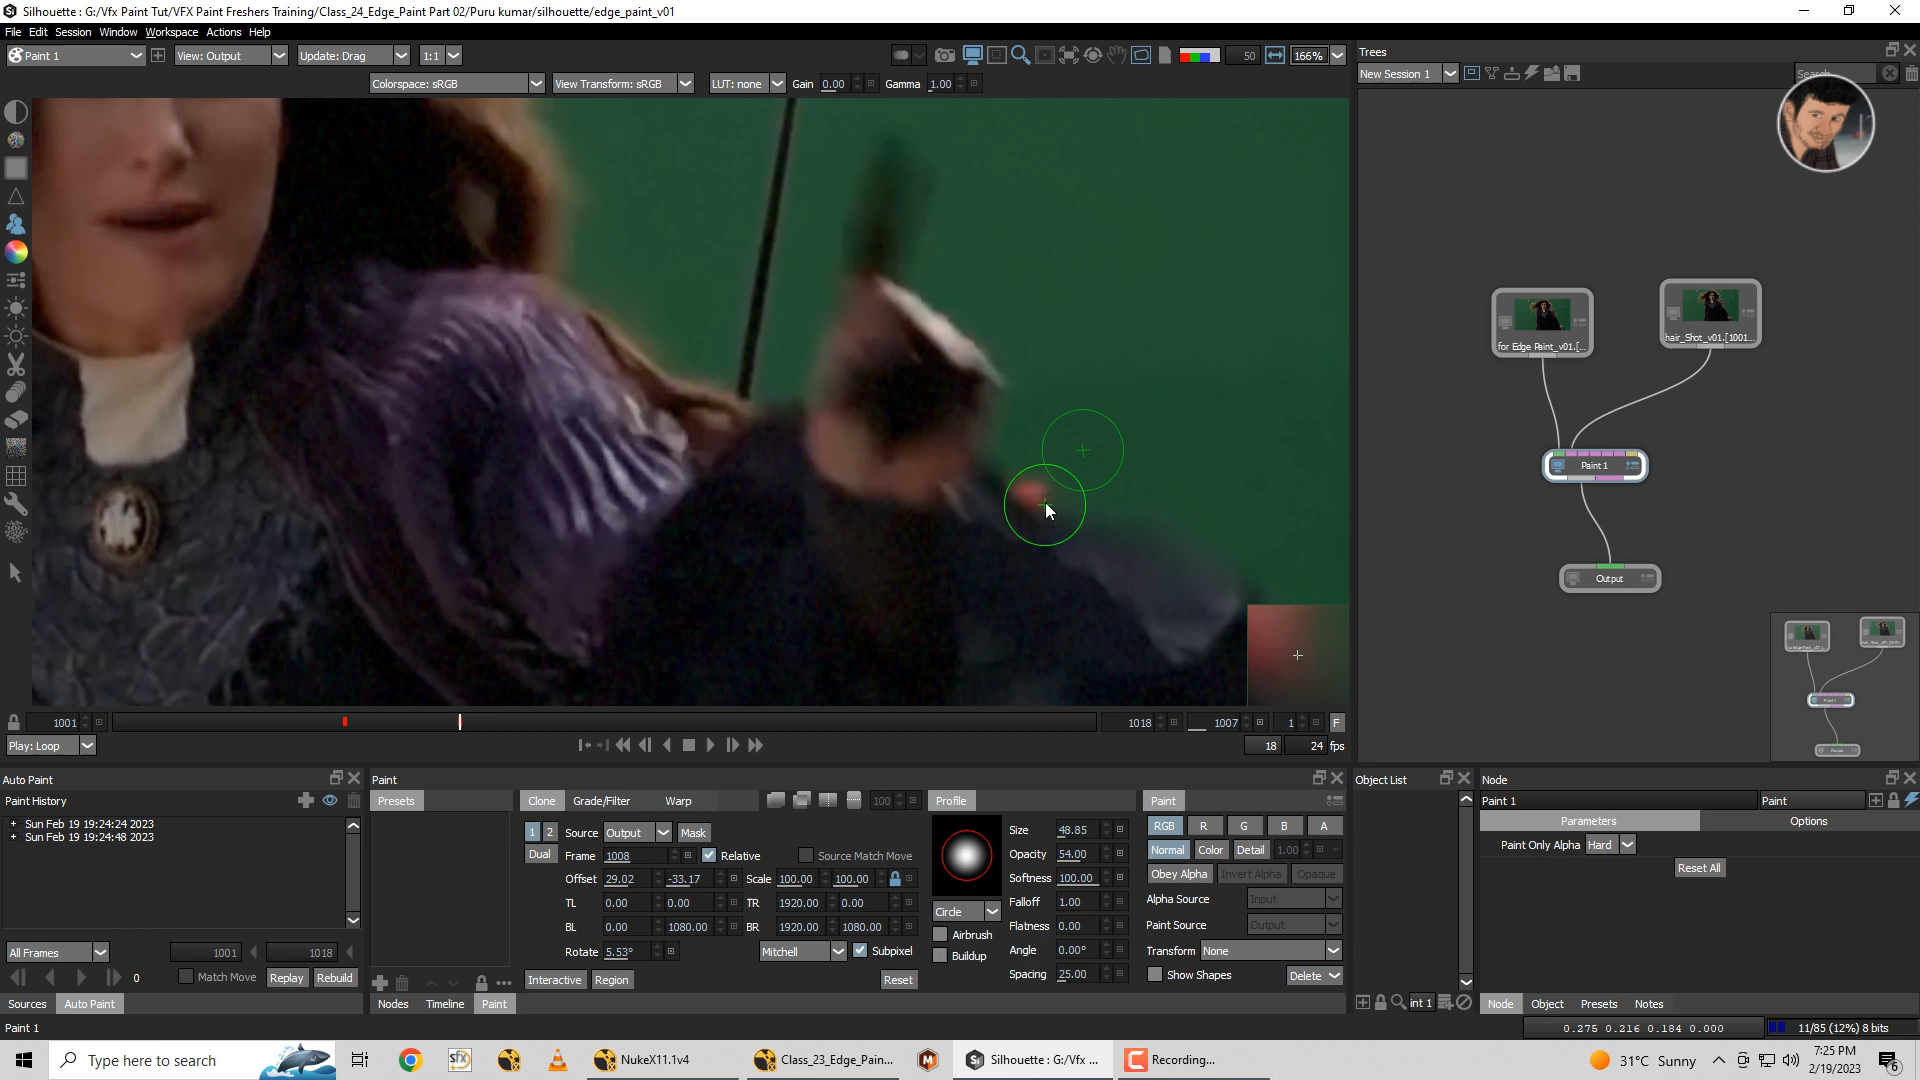 Silhouette : G:/Vfx Paint Tut/VFX Paint Freshers Training/Class_24_Edge_Paint Part 02/Puru kumar/silhouette/edge_paint_v01
File Edit Session Window Workspace Actions Help
Paint 1 View: Output Update: Drag 1:1 50 166%
Colorspace: sRGB View Transform: sRGB LUT: none Gain 0.00 Gamma 1.00
Trees
New Session 1 Search
for Edge Paint_v01.[...
hair_Shot_v01.[1001...
Paint 1
Output
1001 1018 1007 1 F
Play: Loop 18 24 fps
Auto Paint
Paint History
Sun Feb 19 19:24:24 2023
Sun Feb 19 19:24:48 2023
All Frames 1001 1018
0 Match Move Replay Rebuild
Sources Auto Paint
Paint
Presets
Nodes Timeline Paint
Clone Grade/Filter Warp 100
1 2 Source Output Mask
Dual Frame 1008 Relative Source Match Move
Offset 29.02 -33.17 Scale 100.00 100.00
TL 0.00 0.00 TR 1920.00 0.00
BL 0.00 1080.00 BR 1920.00 1080.00
Rotate 5.53° Mitchell Subpixel
Interactive Region Reset
Profile
Circle
Airbrush
Buildup
Size 48.85
Opacity 54.00
Softness 100.00
Falloff 1.00
Flatness 0.00
Angle 0.00°
Spacing 25.00
Paint
RGB R G B A
Normal Color Detail 1.00
Obey Alpha Invert Alpha Opaque
Alpha Source Input
Paint Source Output
Transform None
Show Shapes Delete
Object List
int 1
Node
Paint 1 Paint
Parameters Options
Paint Only Alpha Hard
Reset All
Node Object Presets Notes
Paint 1 0.275 0.216 0.184 0.000 11/85 (12%) 8 bits
Type here to search NukeX11.1v4 Class_23_Edge_Pain... Silhouette : G:/Vfx ... Recording... 31°C Sunny 7:25 PM
2/19/2023
6